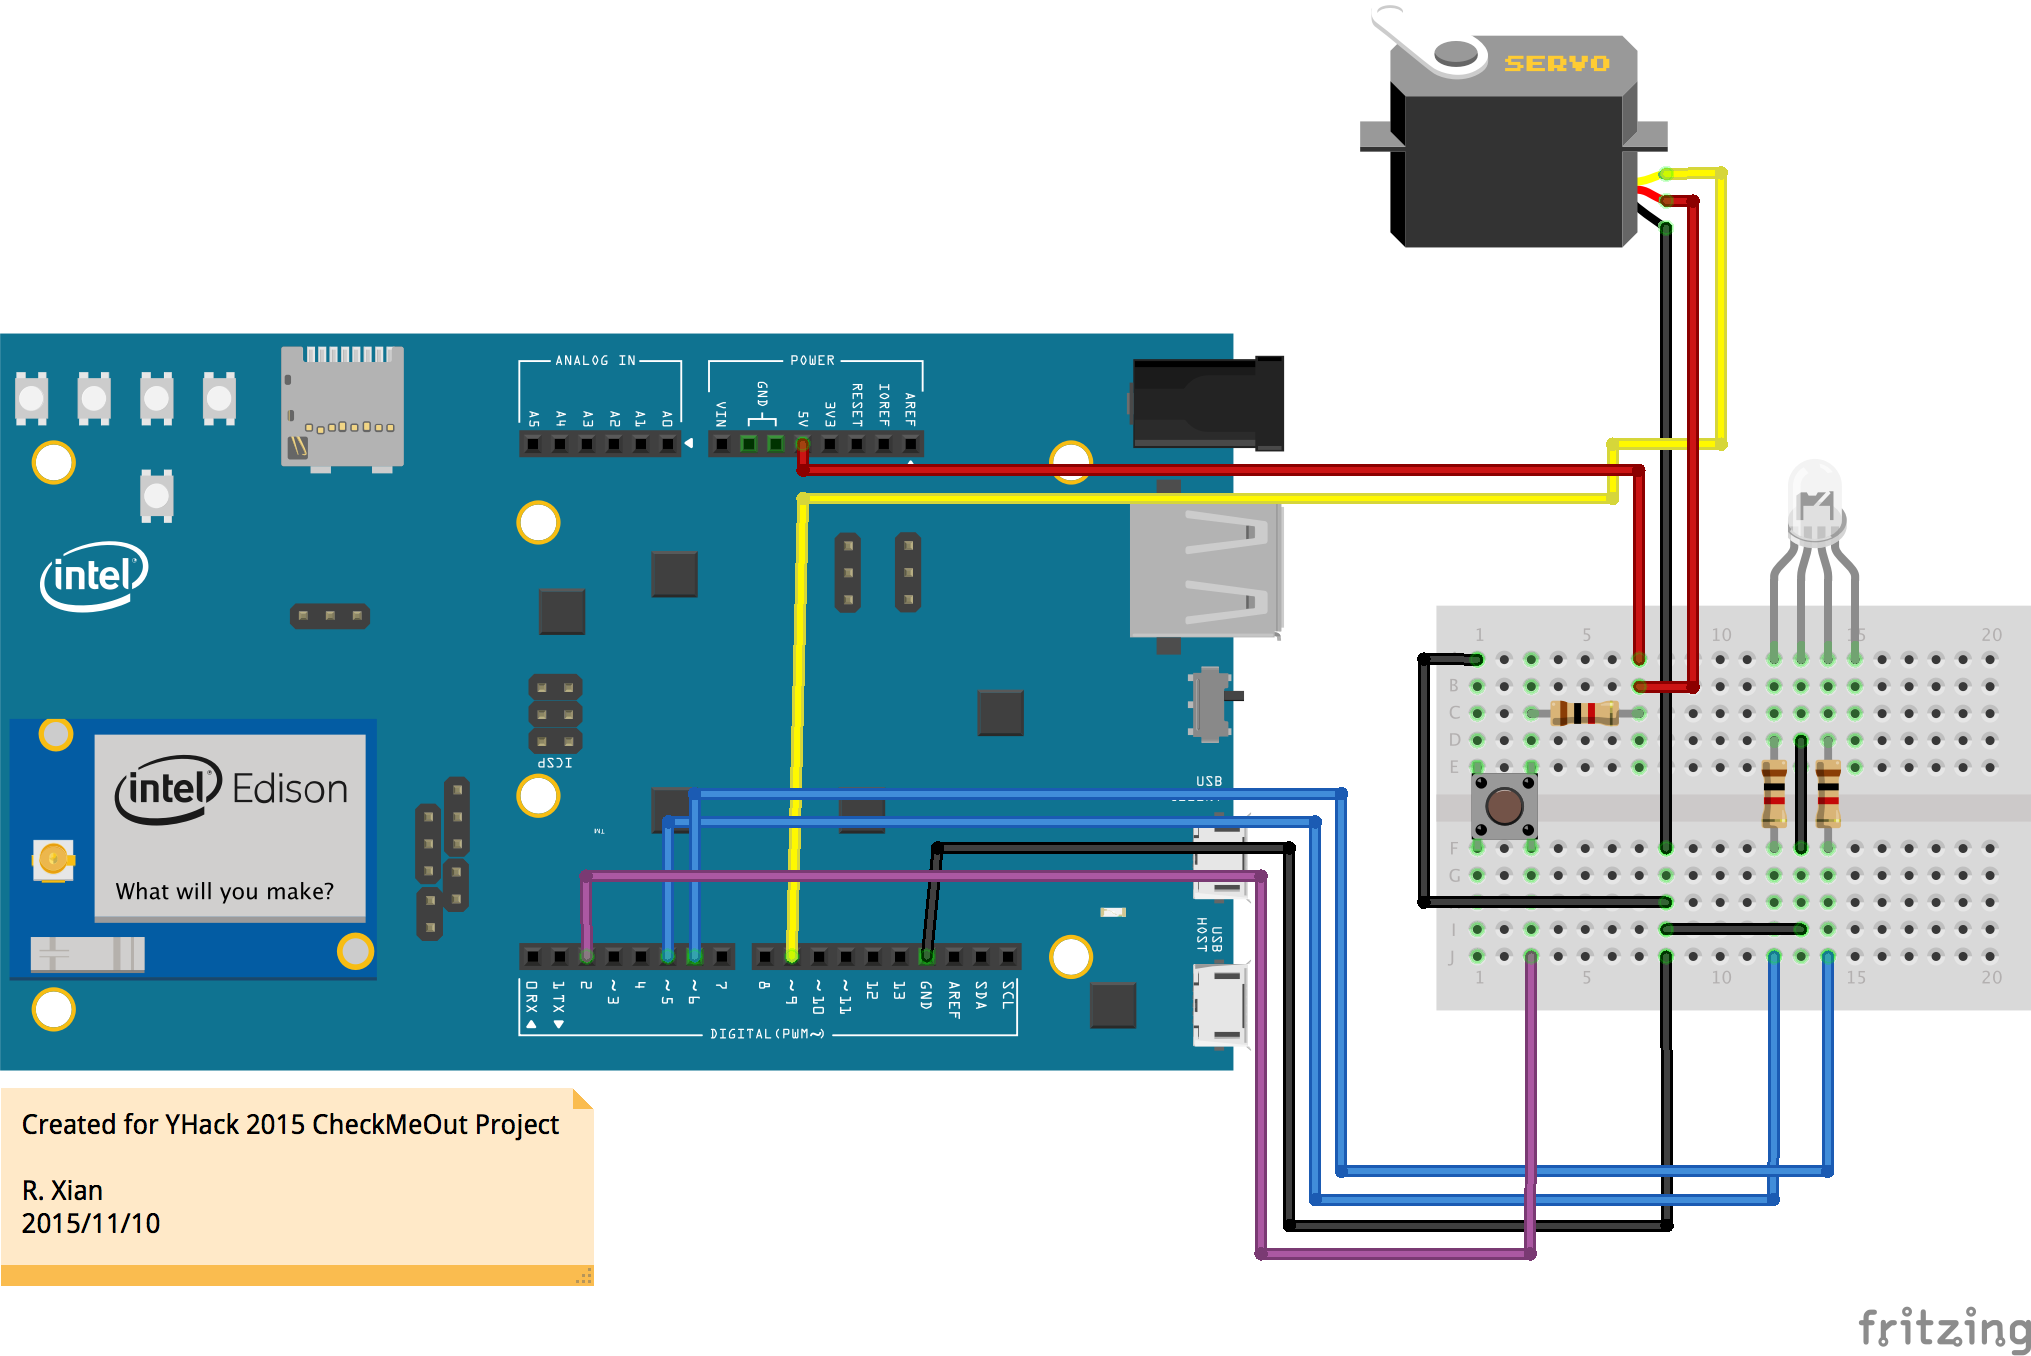 SERVO
ANALOG IN
POWER
A5 A4 A3 A2 A1 A0
VIN GND 5V 3V3 RESET IOREF AREF
intel
ICSP
intel Edison
What will you make?
TM
USB
USB
HOST
0 RX 1 TX 2 ~3 4 ~5 ~6 7 8 ~9 ~10 ~11 12 13 GND AREF SDA SCL
DIGITAL(PWM~)
1 5 10 15 20
B
C
D
E
F
G
I
J
1 5 10 15 20
Created for YHack 2015 CheckMeOut Project
R. Xian
2015/11/10
fritzing